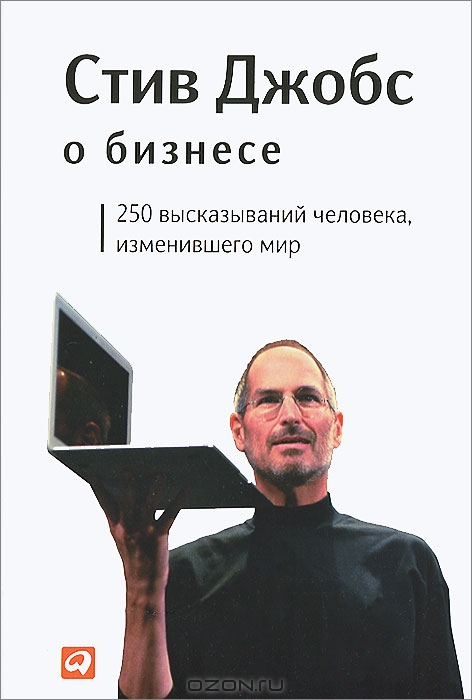 Стив Джобс
о бизнесе
250 высказываний человека,
изменившего мир
OZON.RU